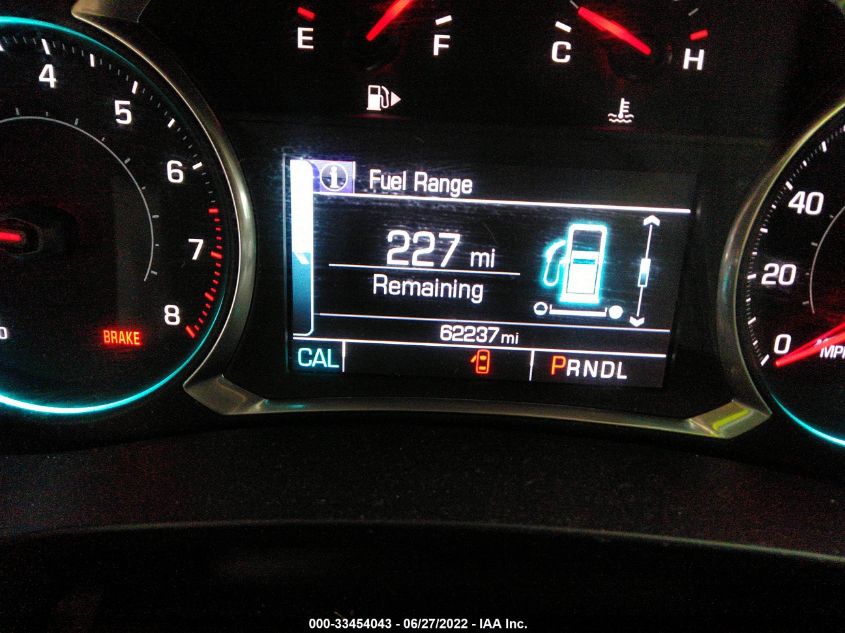 E F
C H
4
5
6
7
8
Fuel Range
227 mi
Remaining
62237 mi
CAL
PRNDL
BRAKE
40
20
0
000-33454043 - 06/27/2022 - IAA Inc.